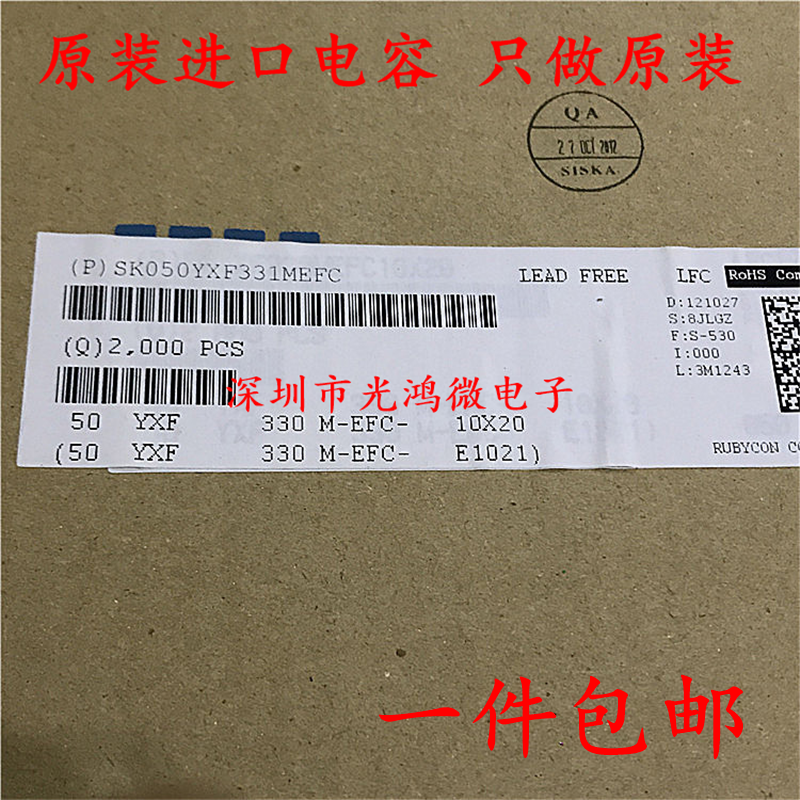 原装进口电容 只做原装
QA
27 OCT 2012
SISKA
(P)SK050YXF331MEFC
LEAD FREE LFC RoHS Com
D:121027
S:8JLGZ
F:S-530
I:000
L:3M1243
(Q)2,000 PCS
深圳市光鸿微电子
50 YXF 330 M-EFC- 10X20
(50 YXF 330 M-EFC- E1021)
RUBYCON CO
一件包邮